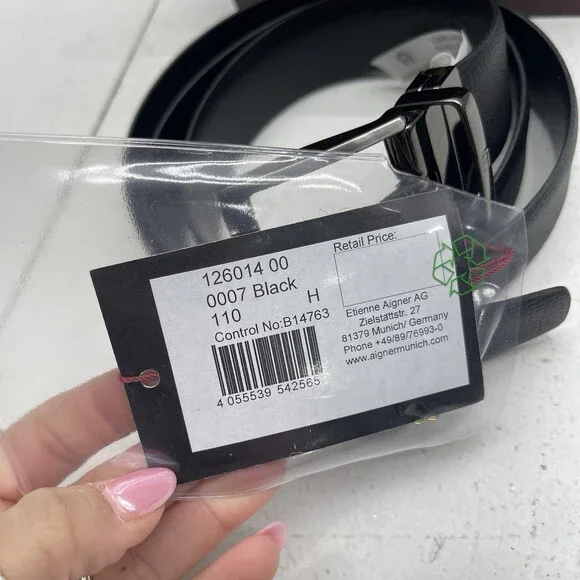 126014 00
0007 Black
110 H
Control No:B14763
4 055539 542565
Retail Price:
Etienne Aigner AG
Zielstattstr. 27
81379 Munich/ Germany
Phone +49/89/76993-0
www.aignermunich.com